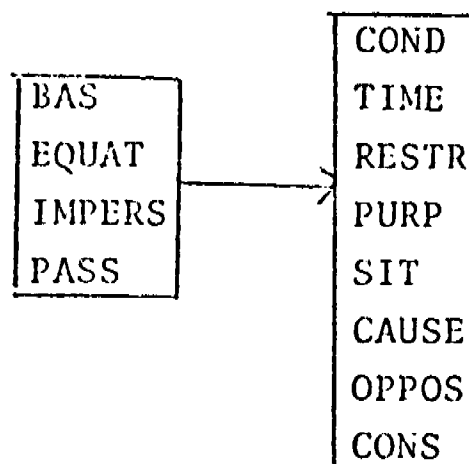 BAS
EQUAT
IMPERS
PASS
COND
TIME
RESTR
PURP
SIT
CAUSE
OPPOS
CONS